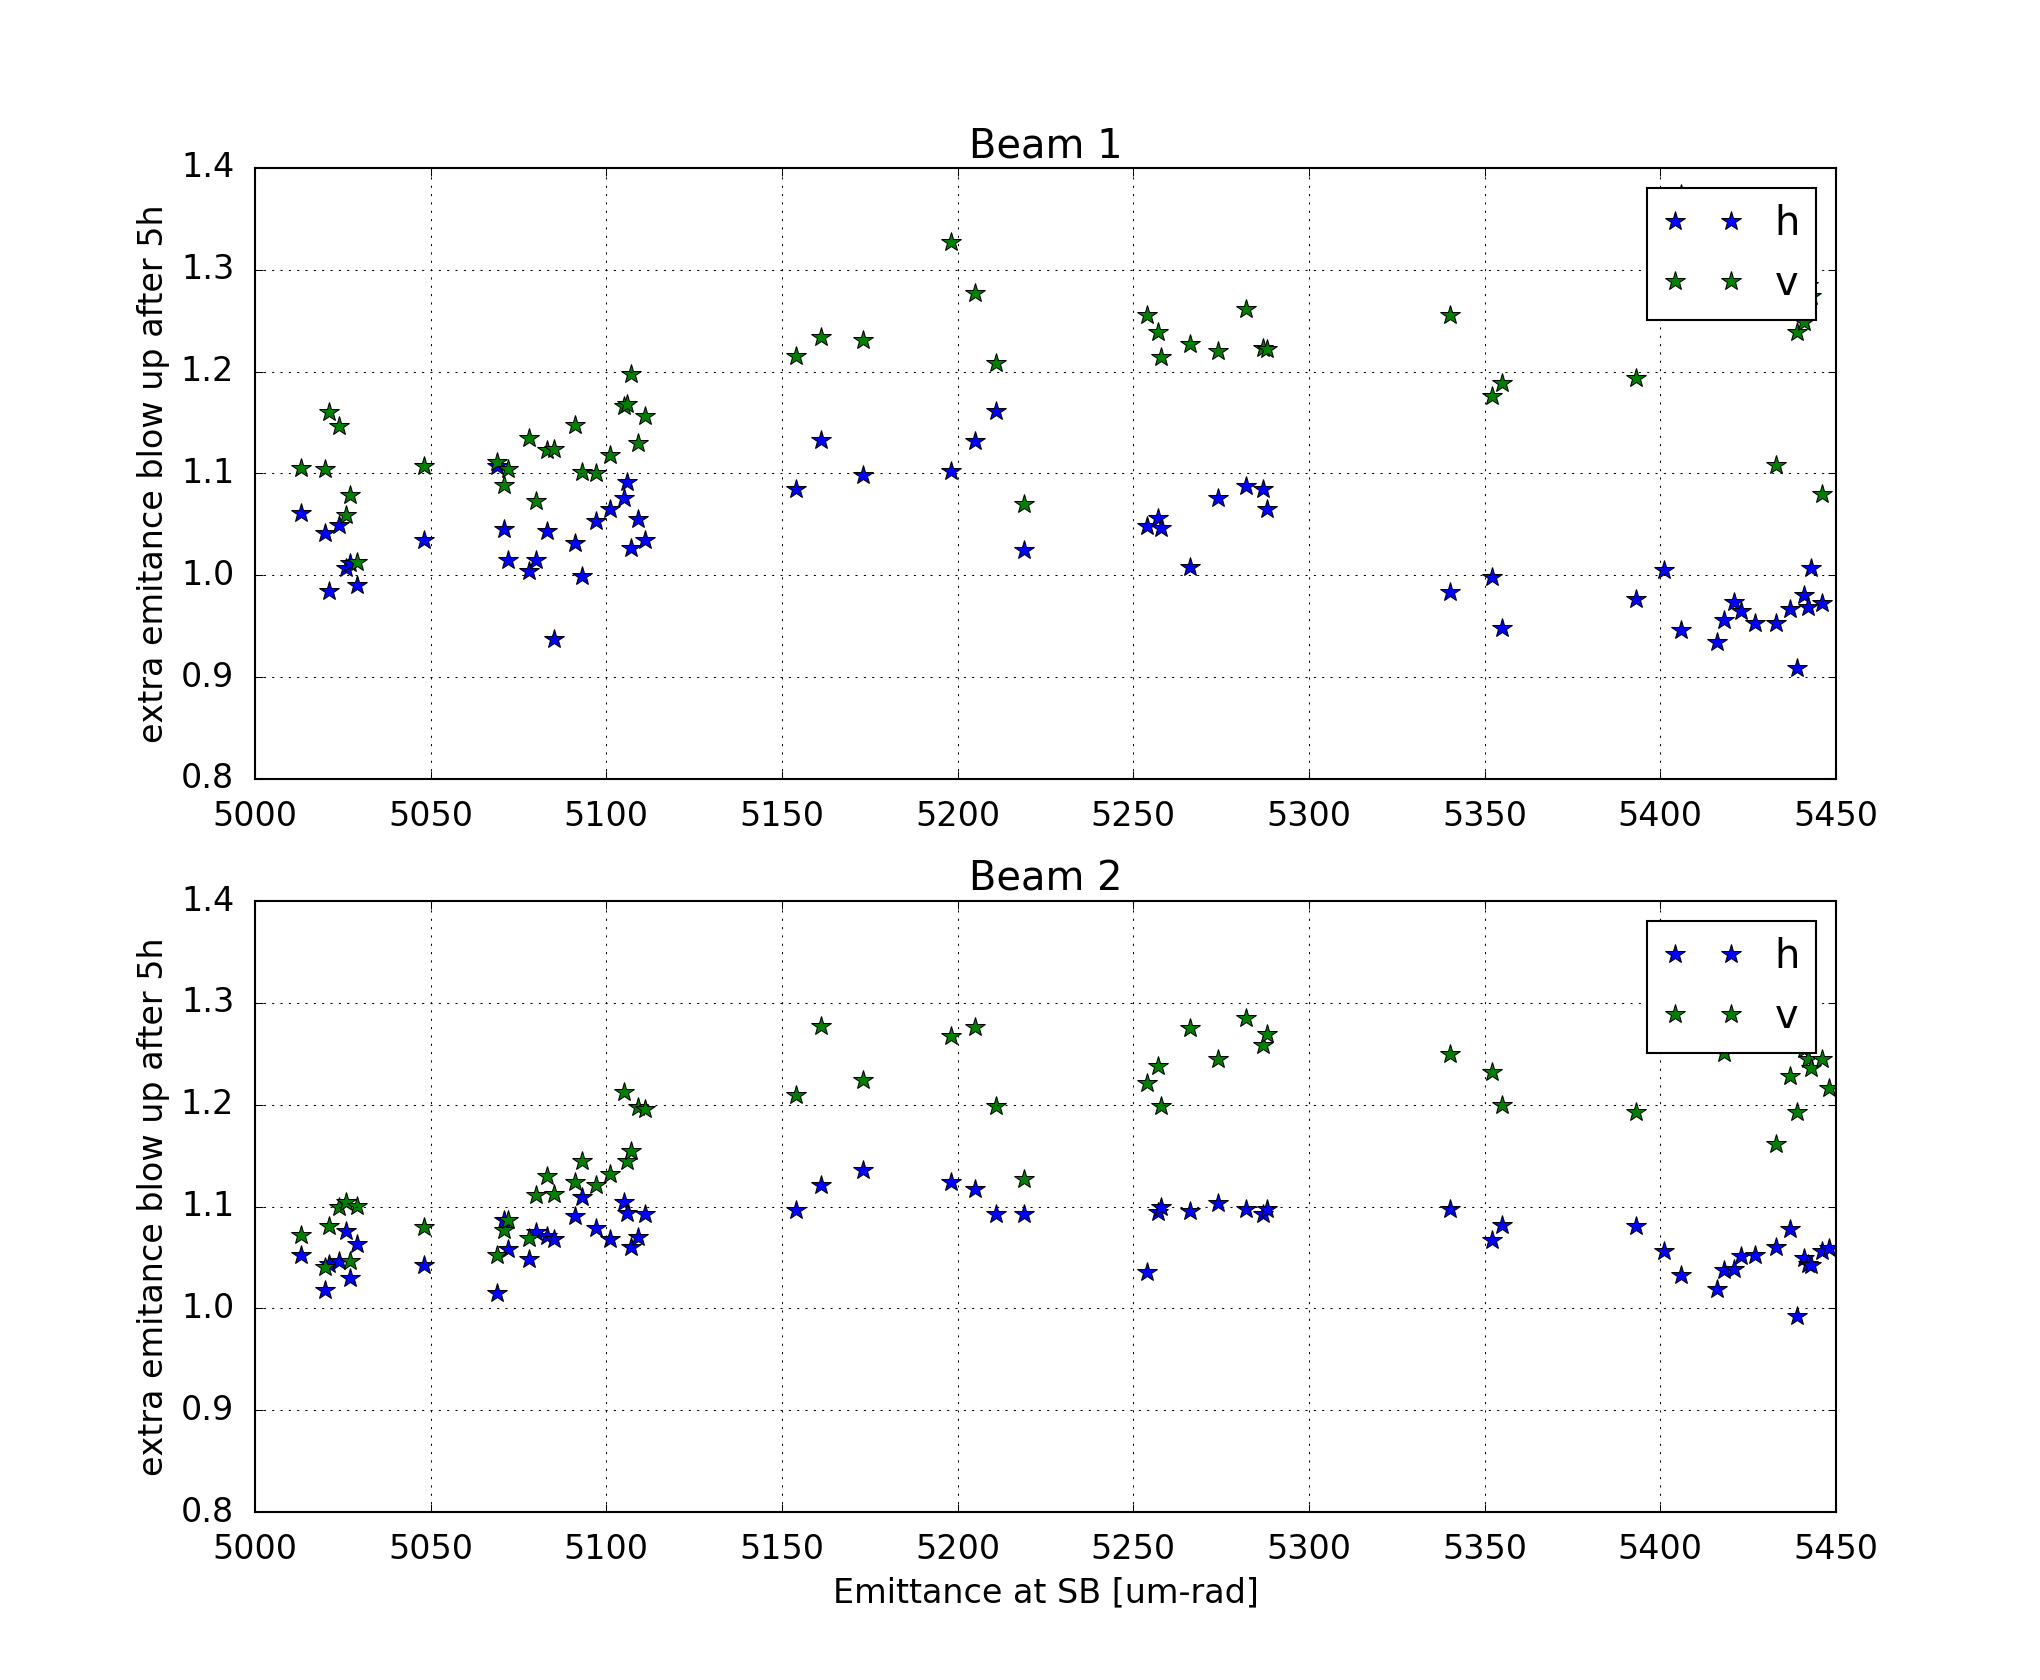 Beam 1
extra emitance blow up after 5h
1.4
1.3
1.2
1.1
1.0
0.9
0.8
h
v
5000 5050 5100 5150 5200 5250 5300 5350 5400 5450
Beam 2
extra emitance blow up after 5h
1.4
1.3
1.2
1.1
1.0
0.9
0.8
h
v
5000 5050 5100 5150 5200 5250 5300 5350 5400 5450
Emittance at SB [um-rad]